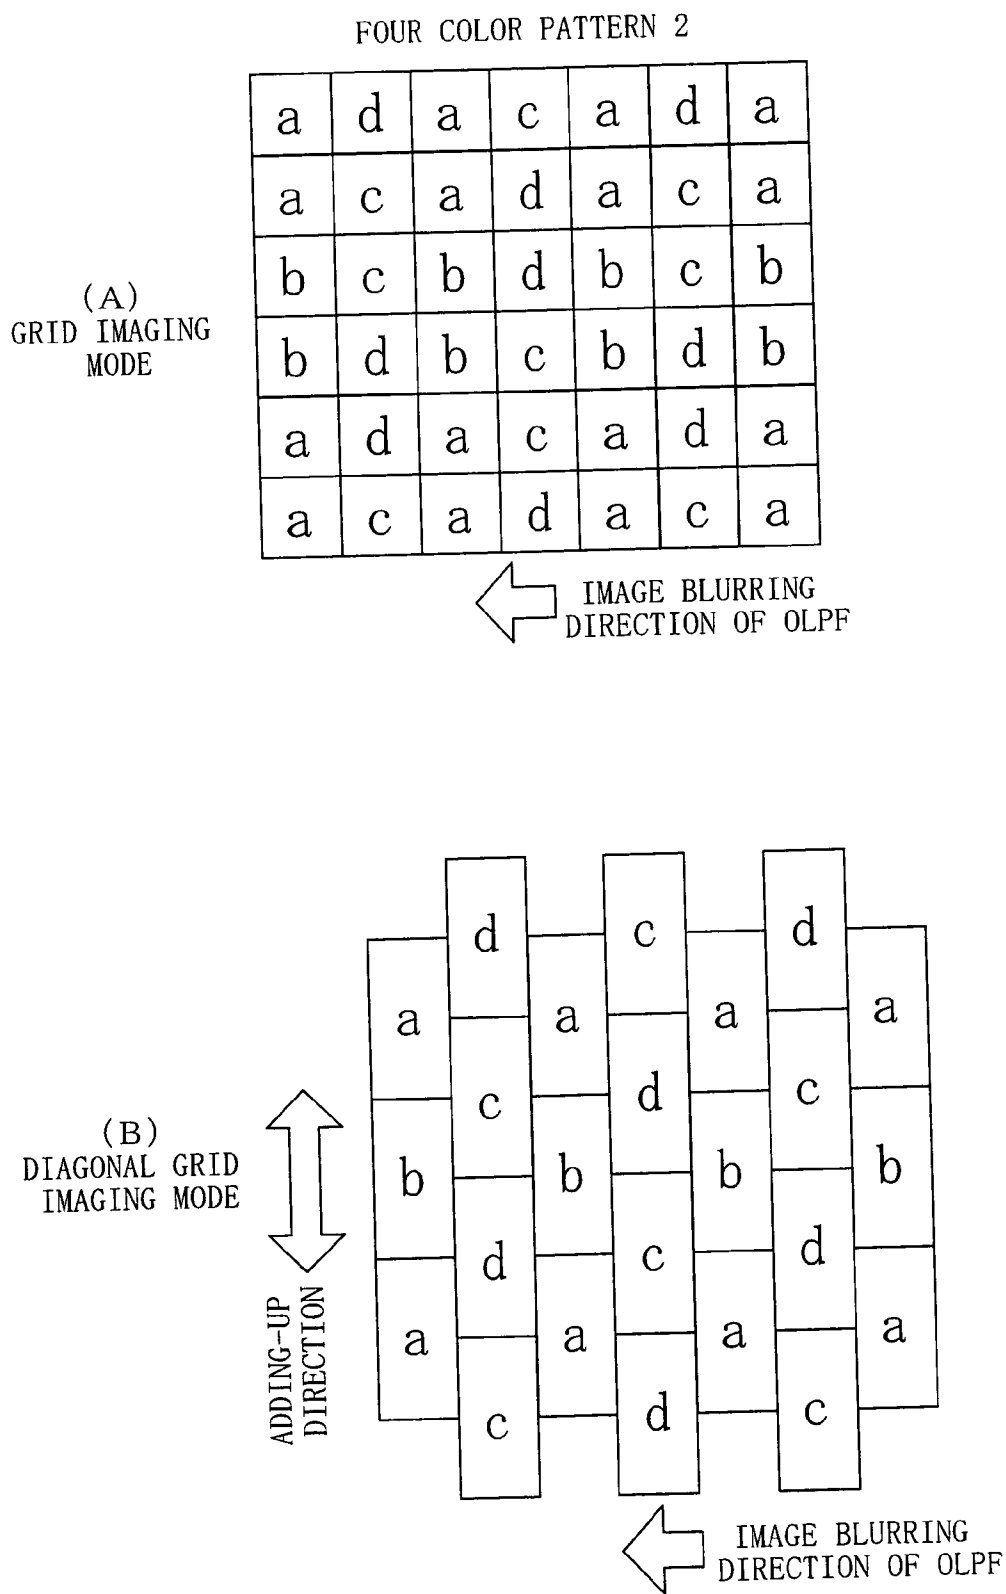 FOUR COLOR PATTERN 2
a d a c a d a
a c a d a c a
b c b d b c b
b d b c b d b
a d a c a d a
a c a d a c a
(A)
GRID IMAGING
MODE
IMAGE BLURRING
DIRECTION OF OLPF
d c d
a a a a
c d c
b b b b
d c d
a a a a
c d c
(B)
DIAGONAL GRID
IMAGING MODE
ADDING-UP
DIRECTION
IMAGE BLURRING
DIRECTION OF OLPF